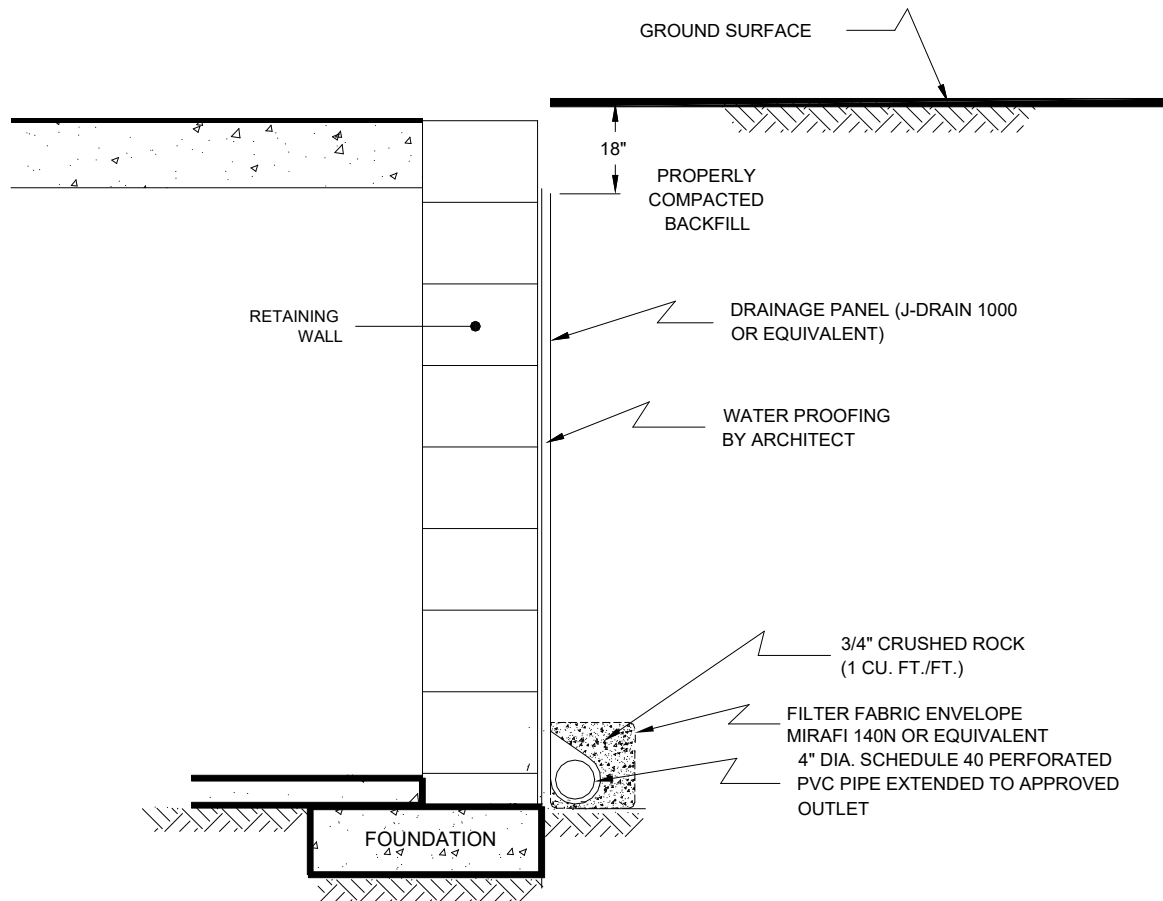 GROUND SURFACE
18"
PROPERLY
COMPACTED
BACKFILL
RETAINING
WALL
DRAINAGE PANEL (J-DRAIN 1000
OR EQUIVALENT)
WATER PROOFING
BY ARCHITECT
3/4" CRUSHED ROCK
(1 CU. FT./FT.)
FILTER FABRIC ENVELOPE
MIRAFI 140N OR EQUIVALENT
4" DIA. SCHEDULE 40 PERFORATED
PVC PIPE EXTENDED TO APPROVED
OUTLET
FOUNDATION